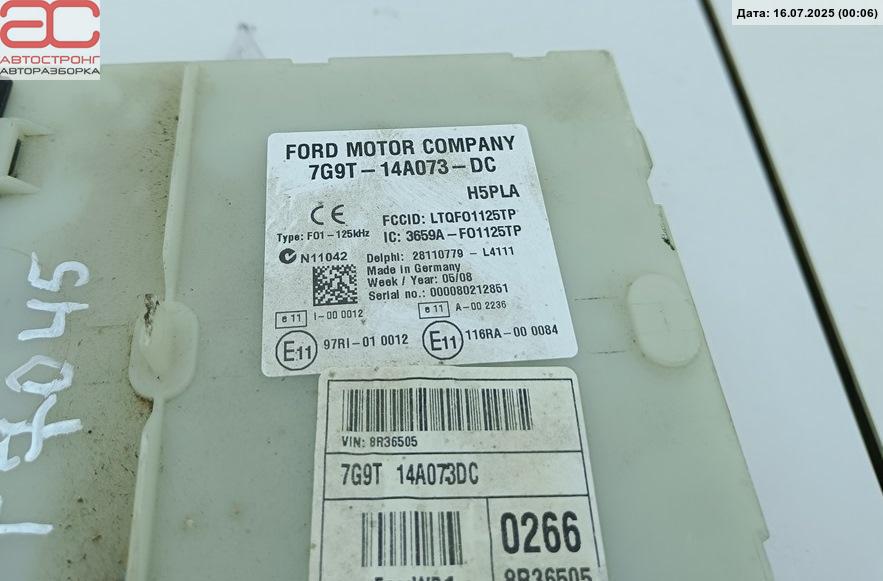 АС
АВТОСТРОНГ
АВТОРАЗБОРКА
Дата: 16.07.2025 (00:06)
FORD MOTOR COMPANY
7G9T-14A073-DC
H5PLA
CE
FCCID: LTQFO1125TP
Type: F01-125kHz
IC: 3659A-FO1125TP
N11042
Delphi: 28110779 - L4111
Made in Germany
Week / Year: 05/08
Serial no.: 000080212851
e 11 I-00 0012
e 11 A-00 2236
E11 97RI-01 0012
E11 116RA-00 0084
VIN: 8R36505
7G9T 14A073DC
0266
8R36505